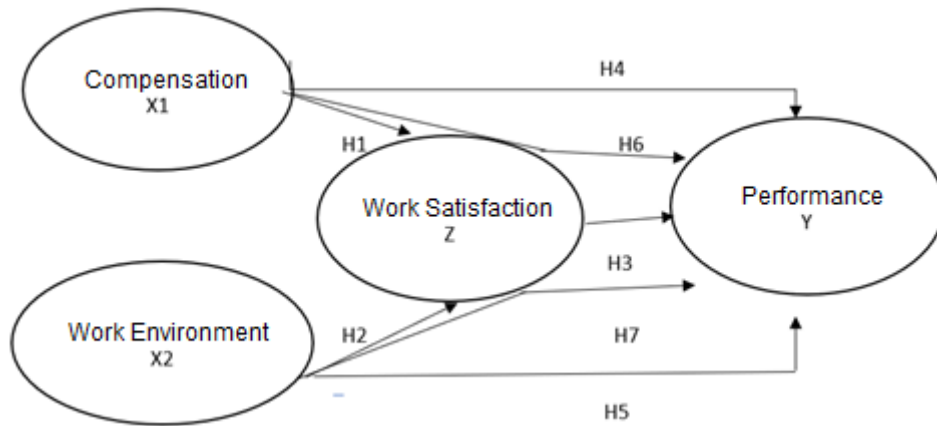 Compensation
X1
H4
H1
H6
Work Satisfaction
Z
Performance
Y
H3
Work Environment
X2
H2
H7
H5